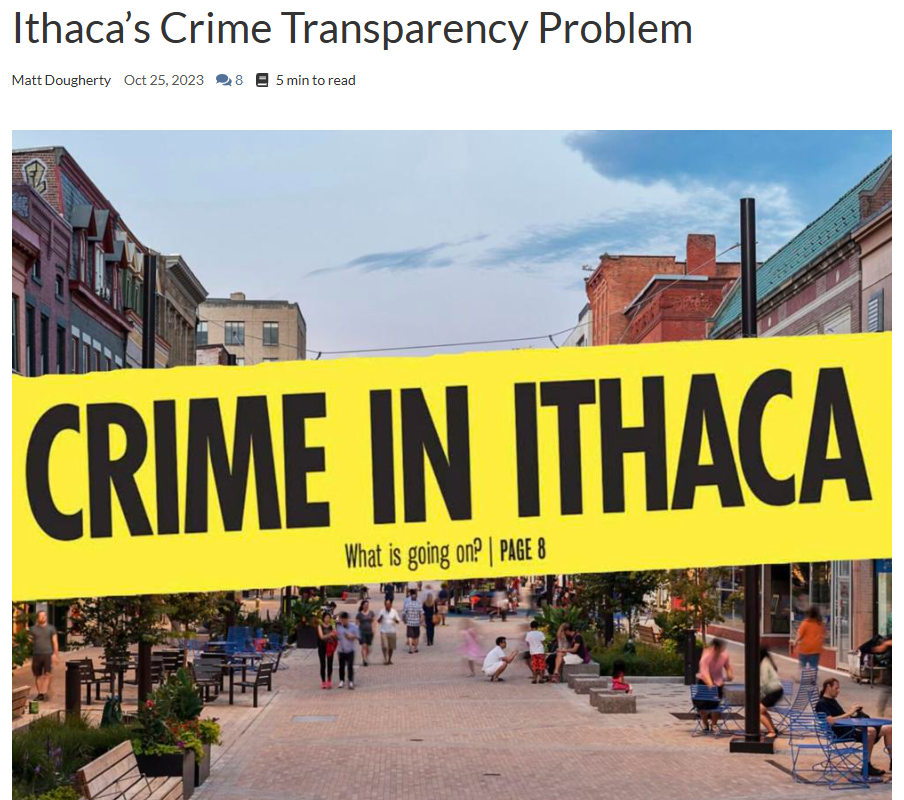 Ithaca’s Crime Transparency Problem
Matt Dougherty Oct 25, 2023 8 5 min to read
CRIME IN ITHACA
What is going on? | PAGE 8